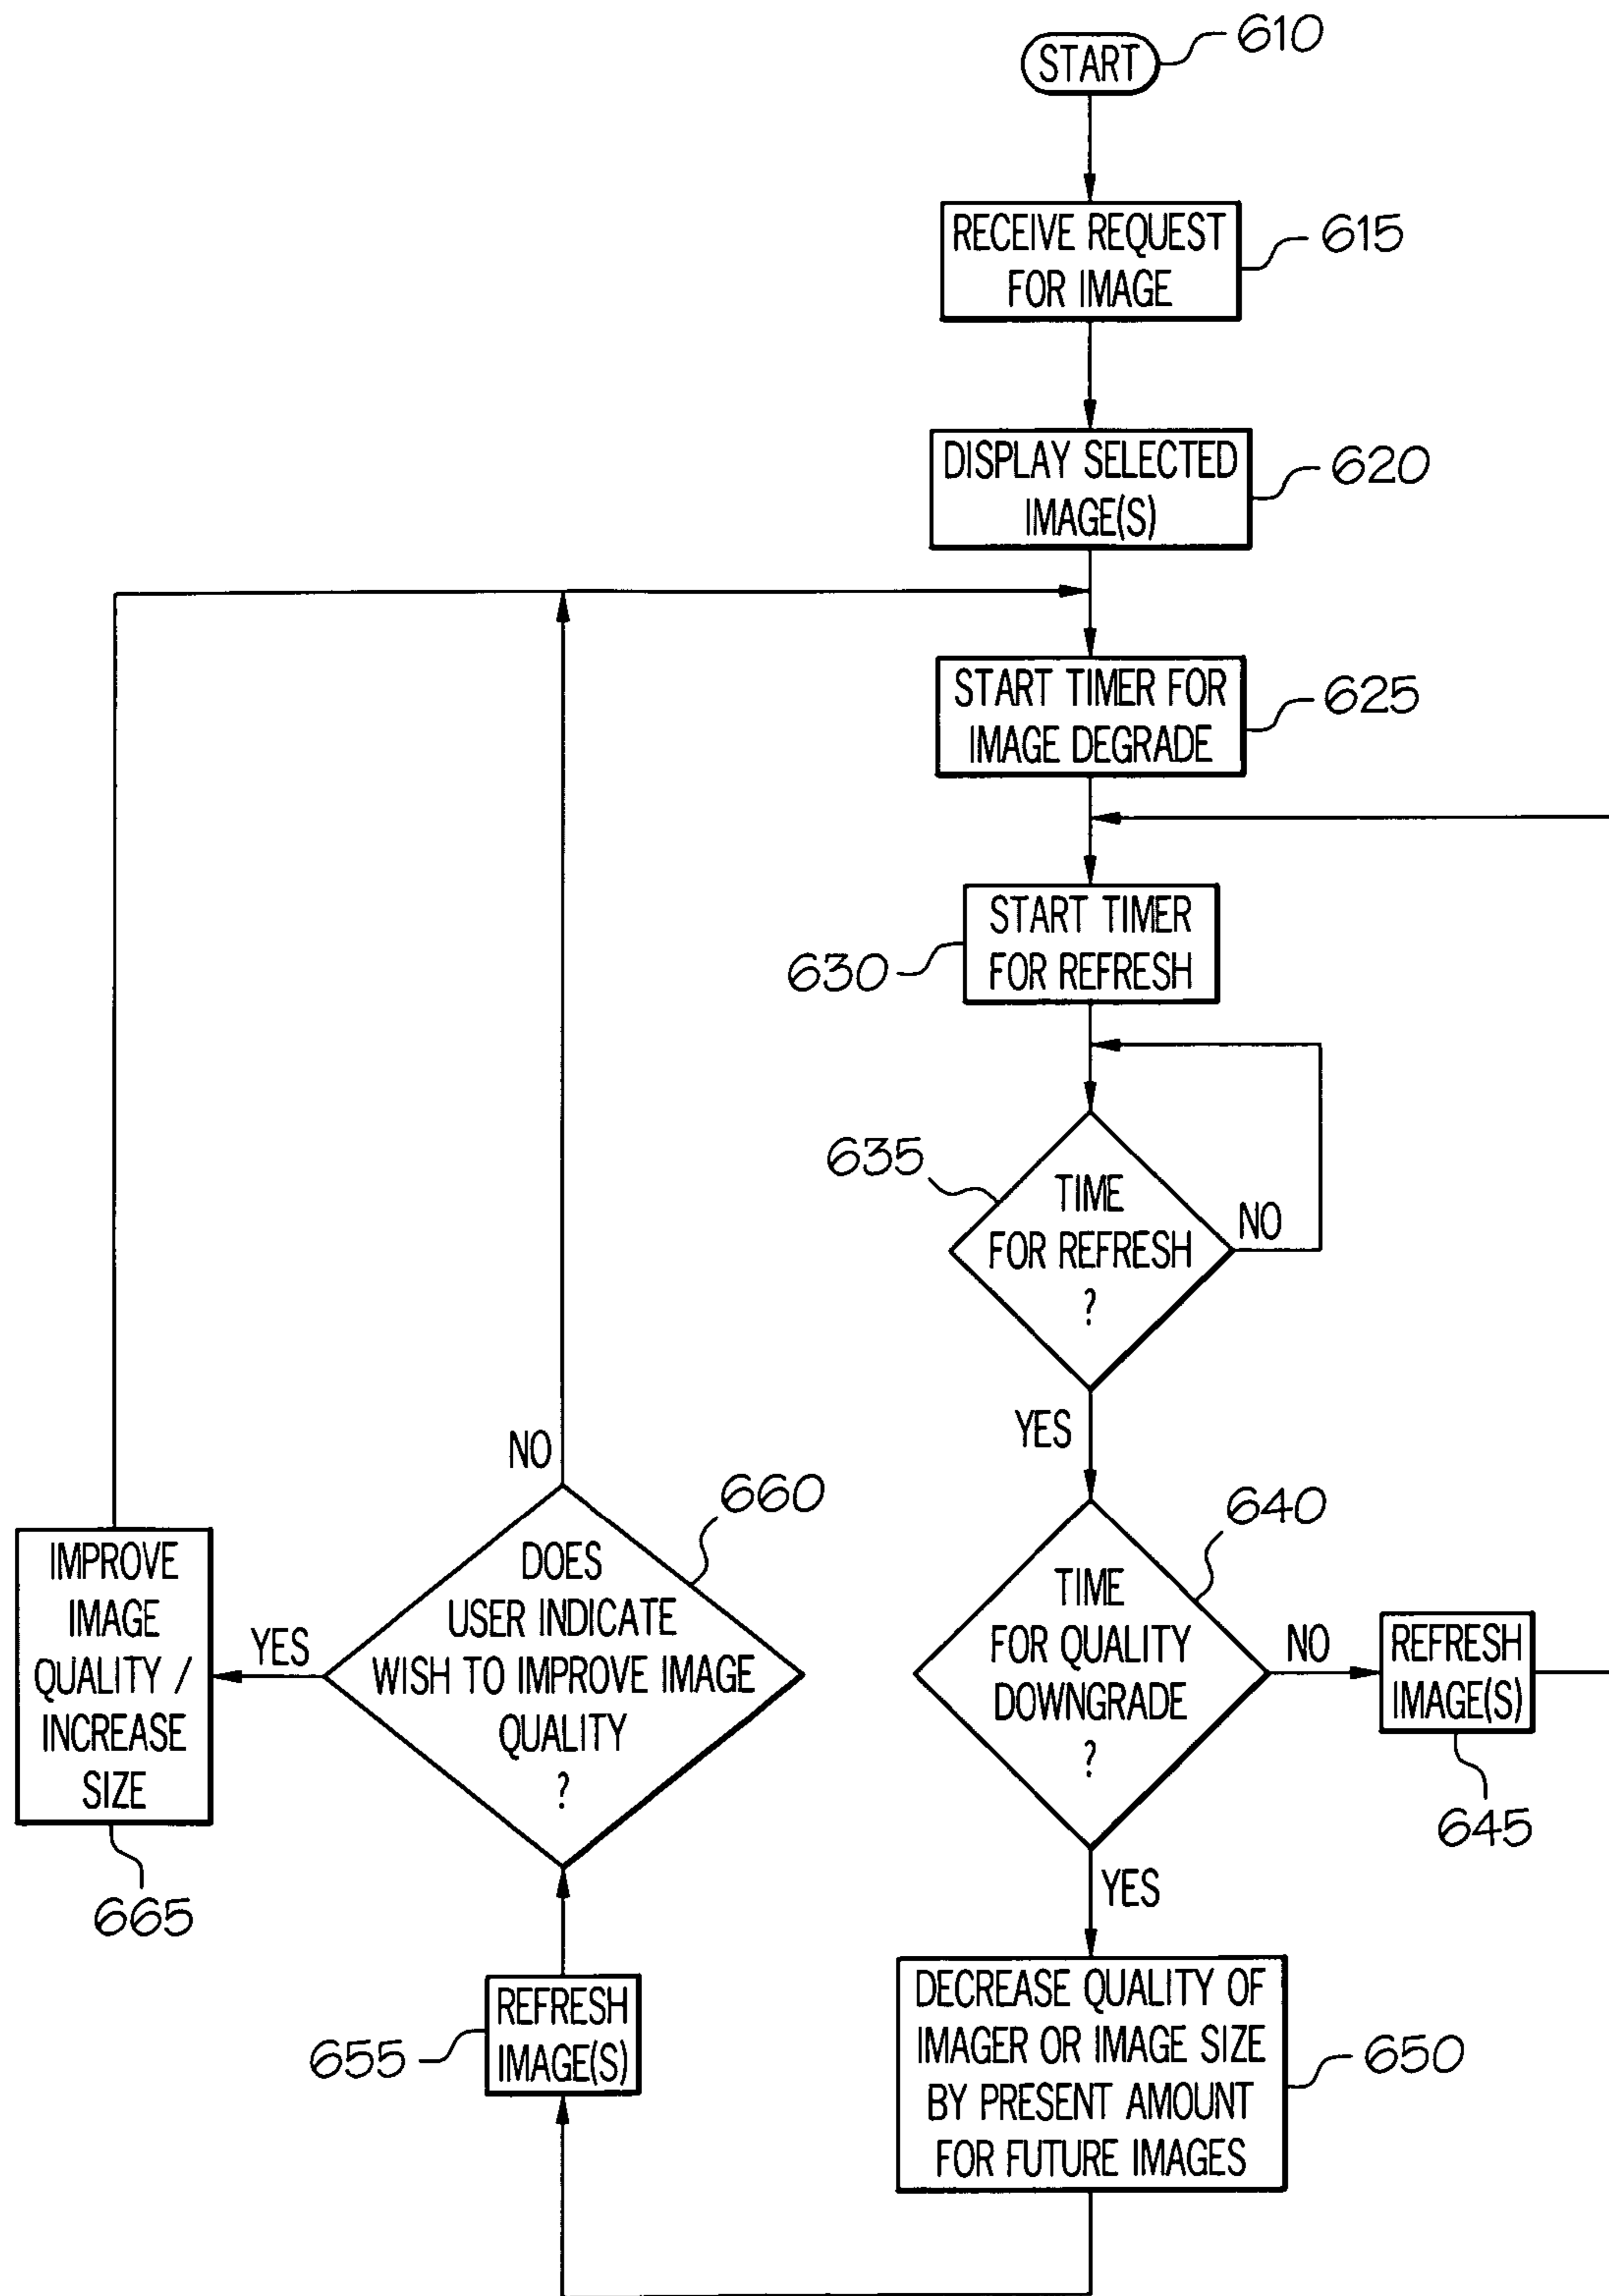 START
610
RECEIVE REQUEST
FOR IMAGE
615
DISPLAY SELECTED
IMAGE(S)
620
START TIMER FOR
IMAGE DEGRADE
625
START TIMER
FOR REFRESH
630
635
TIME
FOR REFRESH
?
NO
YES
640
TIME
FOR QUALITY
DOWNGRADE
?
NO
REFRESH
IMAGE(S)
645
YES
DECREASE QUALITY OF
IMAGER OR IMAGE SIZE
BY PRESENT AMOUNT
FOR FUTURE IMAGES
650
REFRESH
IMAGE(S)
655
NO
660
DOES
USER INDICATE
WISH TO IMPROVE IMAGE
QUALITY
?
YES
IMPROVE
IMAGE
QUALITY /
INCREASE
SIZE
665